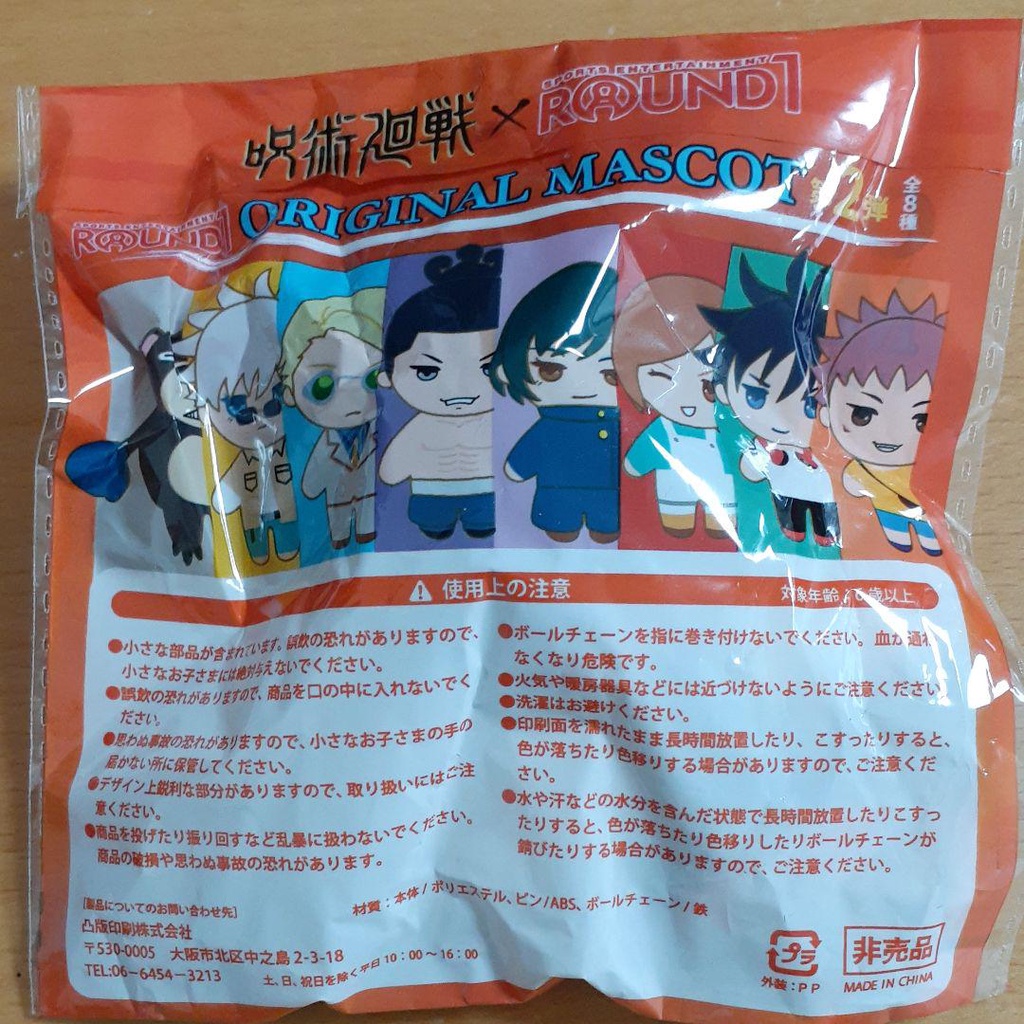 SPORTS ENTERTAINMENT
呪術廻戦×ROUND1
ORIGINAL MASCOT
全8種
SPORTS ENTERTAINMENT
ROUND1
使用上の注意
対象年齢:6歳以上
●小さな部品が含まれています。誤飲の恐れがありますので、
小さなお子さまには絶対与えないでください。
●誤飲の恐れがありますので、商品を口の中に入れないでく
ださい。
●思わぬ事故の恐れがありますので、小さなお子さまの手の
届かない所に保管してください。
●デザイン上鋭利な部分がありますので、取り扱いにはご注
意ください。
●商品を投げたり振り回すなど乱暴に扱わないでください。
商品の破損や思わぬ事故の恐れがあります。
●ボールチェーンを指に巻き付けないでください。血が通わ
なくなり危険です。
●火気や暖房器具などには近づけないようにご注意ください。
●洗濯はお避けください。
●印刷面を濡れたまま長時間放置したり、こすったりすると、
色が落ちたり色移りする場合がありますので、ご注意くだ
さい。
●水や汗などの水分を含んだ状態で長時間放置したりこすっ
たりすると、色が落ちたり色移りしたりボールチェーンが
錆びたりする場合がありますので、ご注意ください。
材質:本体/ポリエステル、ピン/ABS、ボールチェーン/鉄
[製品についてのお問い合わせ先]
凸版印刷株式会社
〒530-0005 大阪市北区中之島2-3-18
TEL:06-6454-3213 土、日、祝日を除く平日10:00～16:00
プラ
外装:PP
非売品
MADE IN CHINA